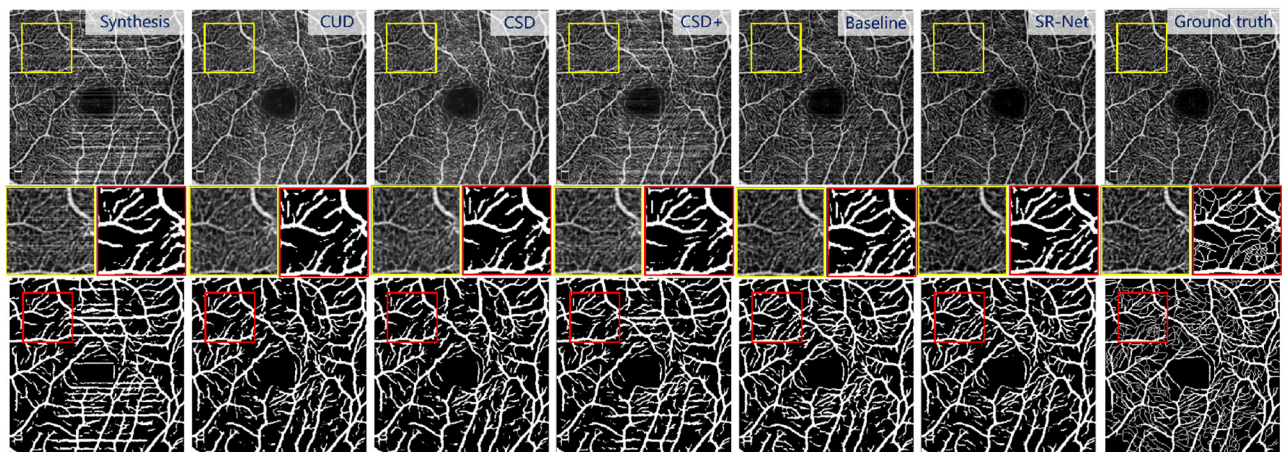 Synthesis
CUD
CSD
CSD+
Baseline
SR-Net
Ground truth